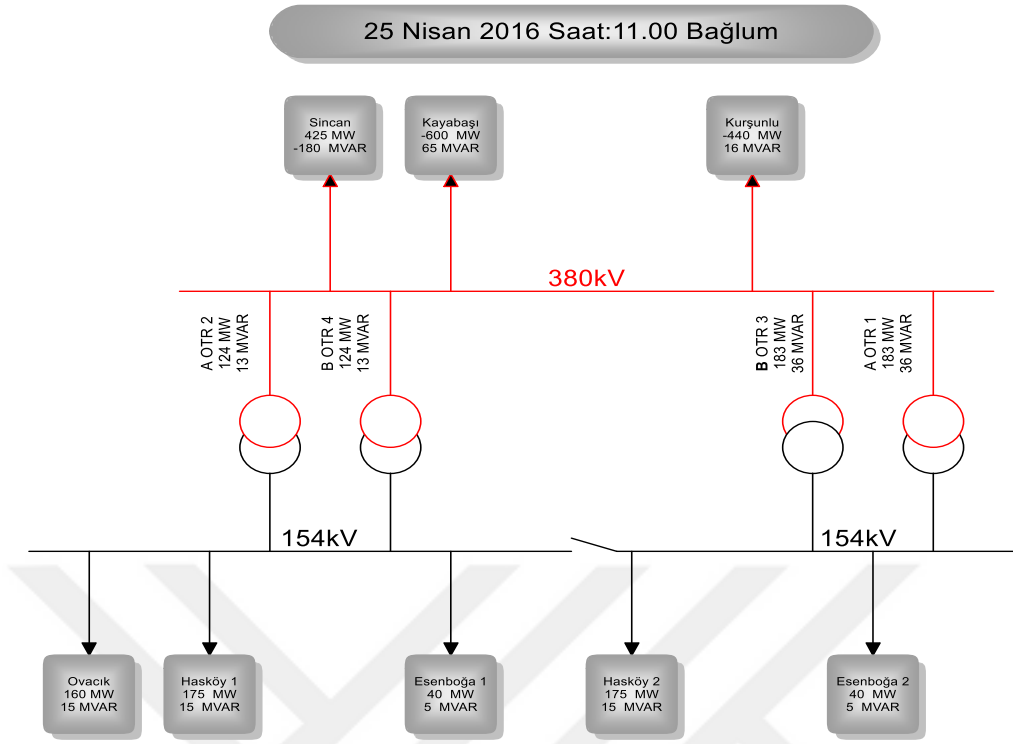 25 Nisan 2016 Saat:11.00 Bağlum
Sincan
425 MW
-180 MVAR
Kayabaşı
-600 MW
65 MVAR
Kurşunlu
-440 MW
16 MVAR
380kV
A OTR 2
124 MW
13 MVAR
B OTR 4
124 MW
13 MVAR
B OTR 3
183 MW
36 MVAR
A OTR 1
183 MW
36 MVAR
154kV
154kV
Ovacık
160 MW
15 MVAR
Hasköy 1
175 MW
15 MVAR
Esenboğa 1
40 MW
5 MVAR
Hasköy 2
175 MW
15 MVAR
Esenboğa 2
40 MW
5 MVAR